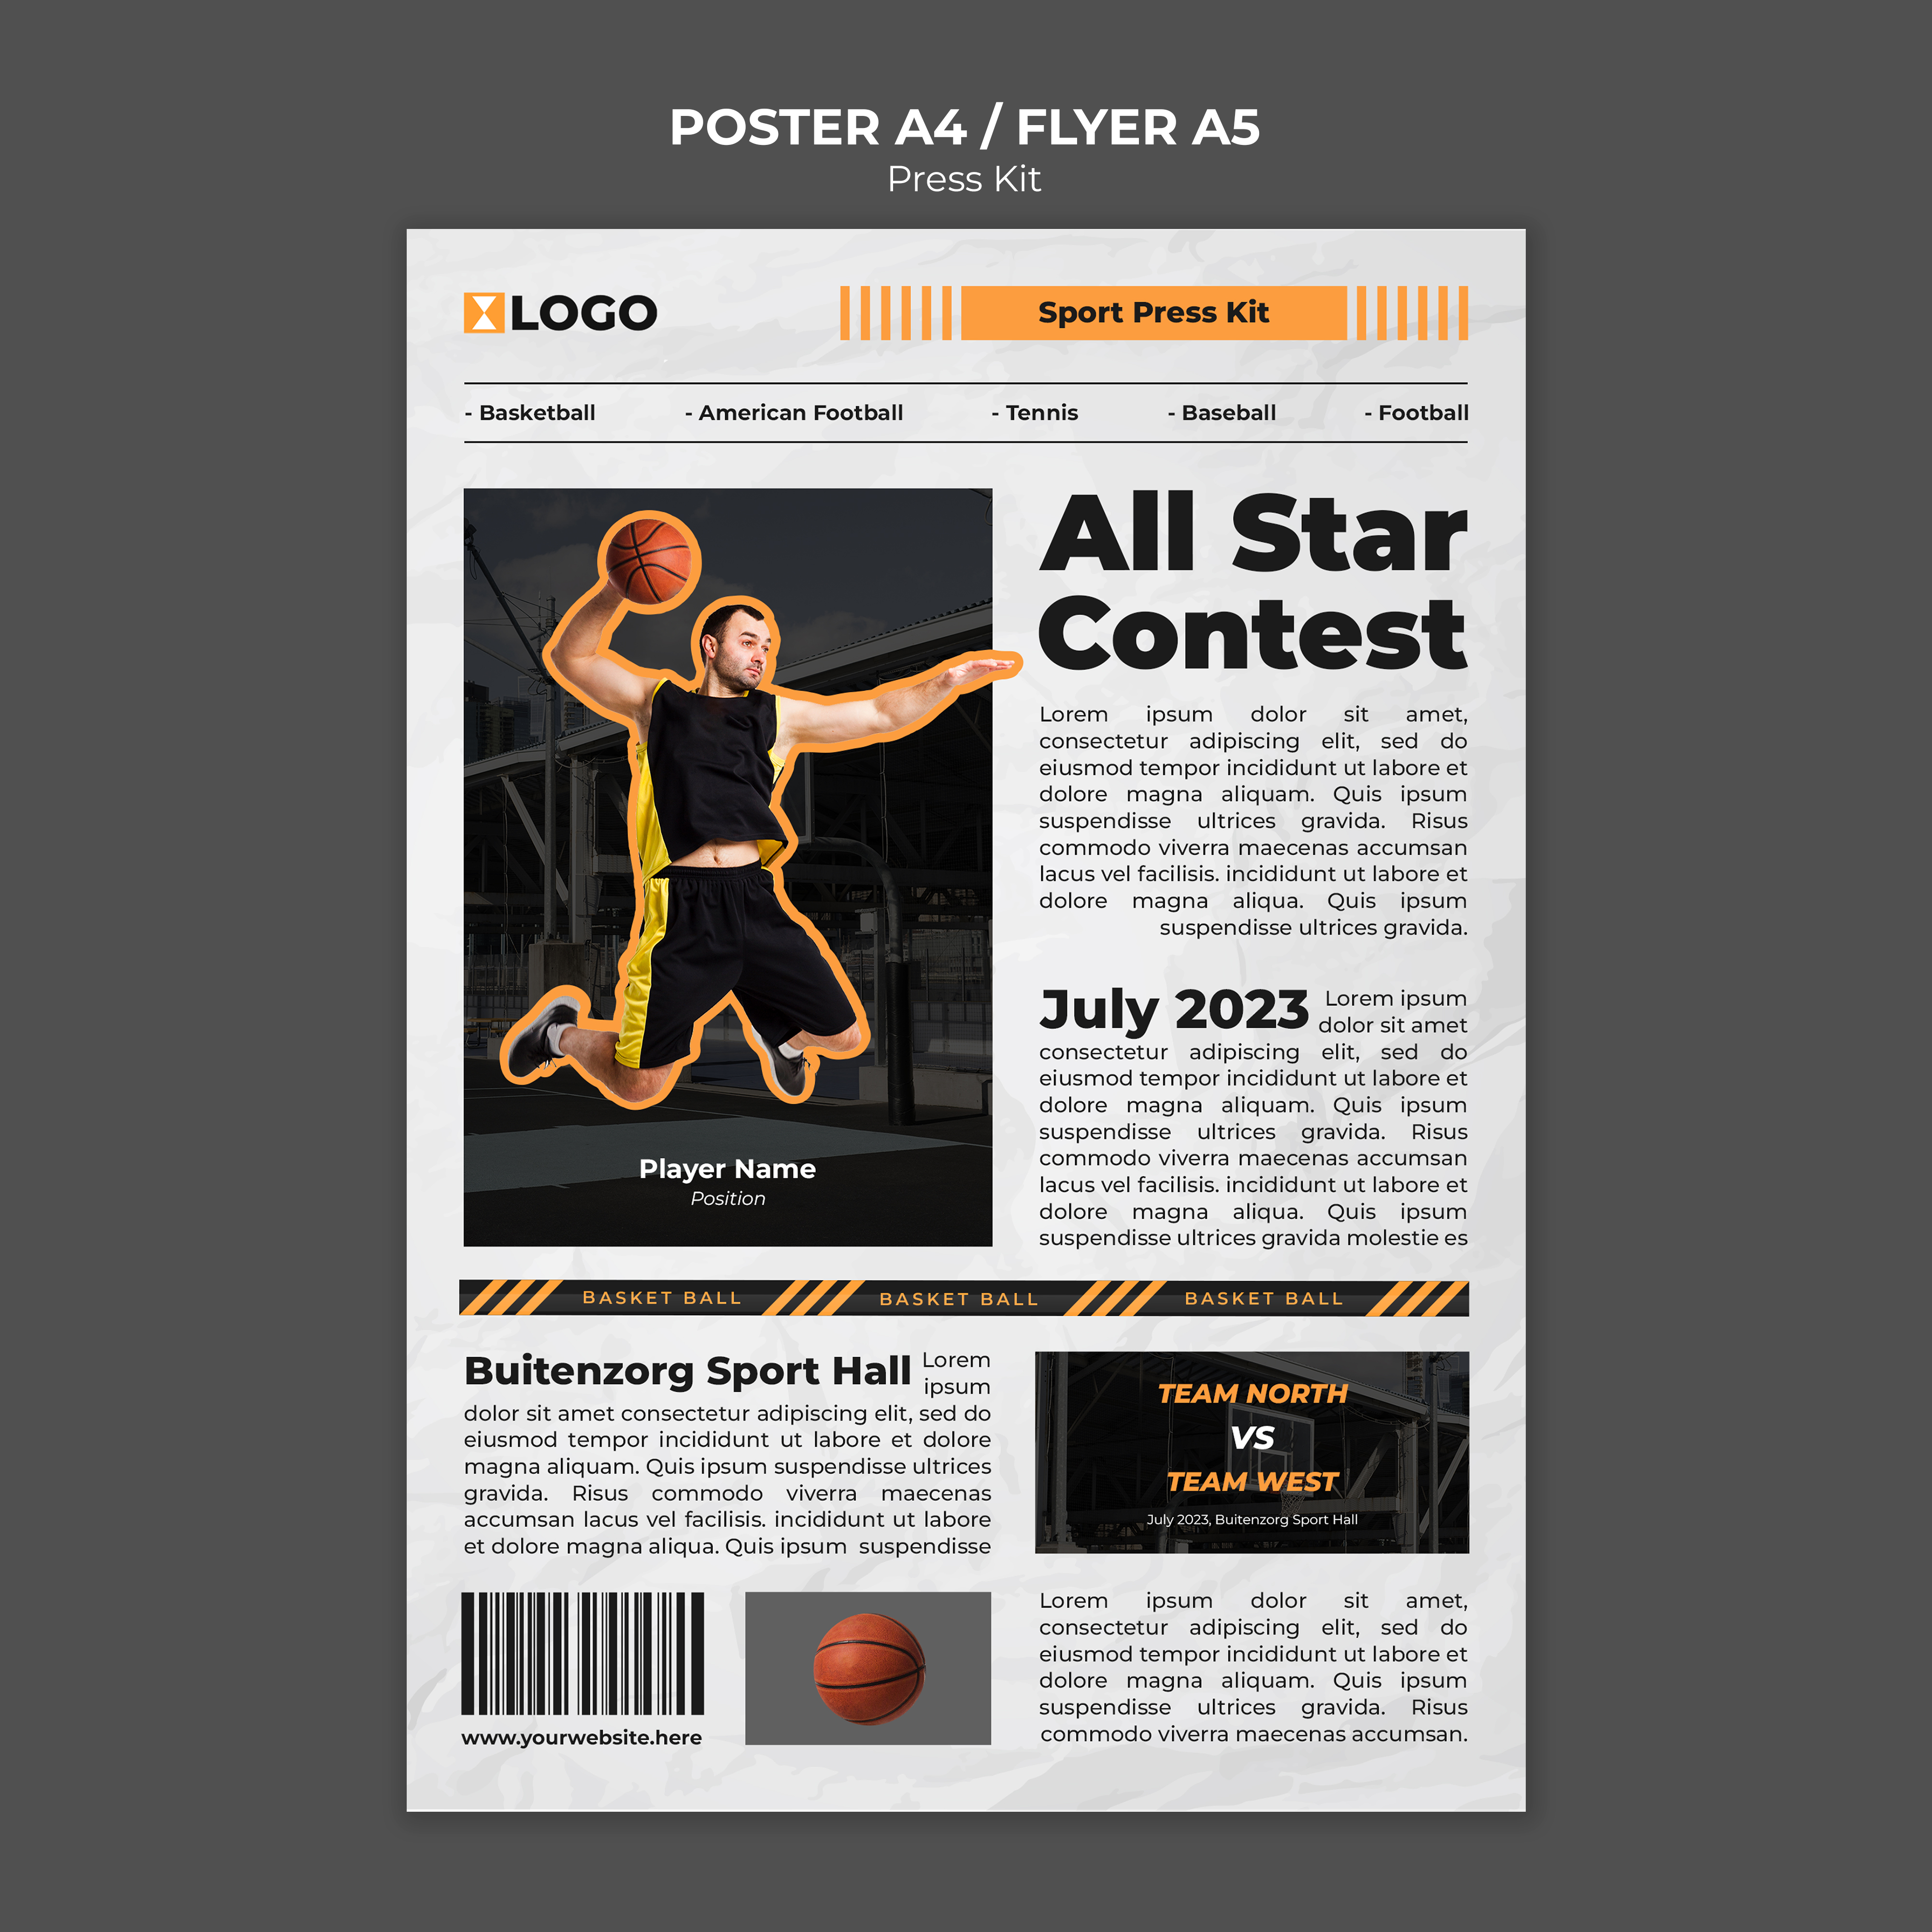 POSTER A4 / FLYER A5
Press Kit
LOGO
Sport Press Kit
- Basketball - American Football - Tennis - Baseball - Football
All Star
Contest
Lorem ipsum dolor sit amet,
consectetur adipiscing elit, sed do
eiusmod tempor incididunt ut labore et
dolore magna aliquam. Quis ipsum
suspendisse ultrices gravida. Risus
commodo viverra maecenas accumsan
lacus vel facilisis. incididunt ut labore et
dolore magna aliqua. Quis ipsum
suspendisse ultrices gravida.
July 2023 Lorem ipsum
dolor sit amet
consectetur adipiscing elit, sed do
eiusmod tempor incididunt ut labore et
dolore magna aliquam. Quis ipsum
suspendisse ultrices gravida. Risus
commodo viverra maecenas accumsan
lacus vel facilisis. incididunt ut labore et
dolore magna aliqua. Quis ipsum
suspendisse ultrices gravida molestie es
Player Name
Position
BASKET BALL BASKET BALL BASKET BALL
Buitenzorg Sport Hall Lorem
ipsum
dolor sit amet consectetur adipiscing elit, sed do
eiusmod tempor incididunt ut labore et dolore
magna aliquam. Quis ipsum suspendisse ultrices
gravida. Risus commodo viverra maecenas
accumsan lacus vel facilisis. incididunt ut labore
et dolore magna aliqua. Quis ipsum suspendisse
TEAM NORTH
VS
TEAM WEST
July 2023, Buitenzorg Sport Hall
www.yourwebsite.here
Lorem ipsum dolor sit amet,
consectetur adipiscing elit, sed do
eiusmod tempor incididunt ut labore et
dolore magna aliquam. Quis ipsum
suspendisse ultrices gravida. Risus
commodo viverra maecenas accumsan.